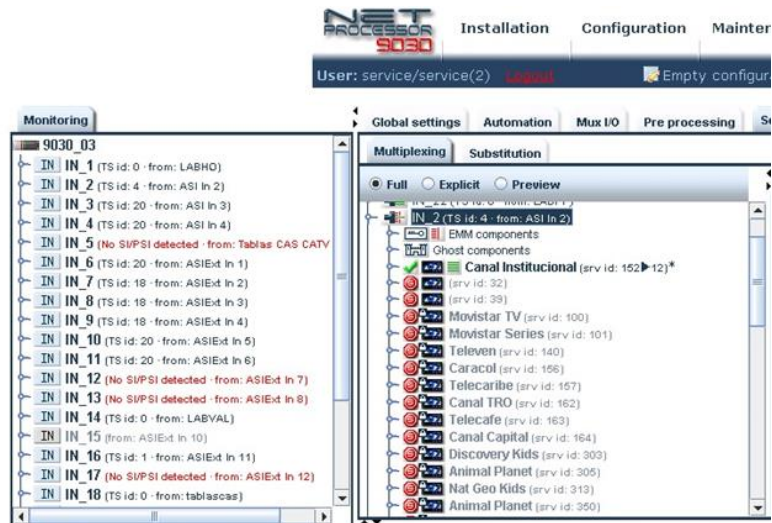 NET PROCESSOR 9030
Installation Configuration
User: service/service(2) Logout Empty
Monitoring
9030_03
IN IN_1 (TS id: 0 · from: LABHO)
IN IN_2 (TS id: 4 · from: ASI In 2)
IN IN_3 (TS id: 20 · from: ASI In 3)
IN IN_4 (TS id: 20 · from: ASI In 4)
IN IN_5 (No SI/PSI detected · from: Tablas CAS CATV
IN IN_6 (TS id: 20 · from: ASIExt In 1)
IN IN_7 (TS id: 18 · from: ASIExt In 2)
IN IN_8 (TS id: 18 · from: ASIExt In 3)
IN IN_9 (TS id: 18 · from: ASIExt In 4)
IN IN_10 (TS id: 20 · from: ASIExt In 5)
IN IN_11 (TS id: 20 · from: ASIExt In 6)
IN IN_12 (No SI/PSI detected · from: ASIExt In 7)
IN IN_13 (No SI/PSI detected · from: ASIExt In 8)
IN IN_14 (TS id: 0 · from: LABVAL)
IN IN_15 (from: ASIExt In 10)
IN IN_16 (TS id: 1 · from: ASIExt In 11)
IN IN_17 (No SI/PSI detected · from: ASIExt In 12)
IN IN_18 (TS id: 0 · from: tablascas)
Global settings Automation Mux I/O Pre processing
Multiplexing Substitution
Full Explicit Preview
IN_2 (TS id: 4 · from: ASI In 2)
EMM components
Ghost components
Canal Institucional (srv id: 152▶12)*
(srv id: 32)
(srv id: 39)
Movistar TV (srv id: 100)
Movistar Series (srv id: 101)
Televen (srv id: 140)
Caracol (srv id: 156)
Telecaribe (srv id: 157)
Canal TRO (srv id: 162)
Telecafe (srv id: 163)
Canal Capital (srv id: 164)
Discovery Kids (srv id: 303)
Animal Planet (srv id: 305)
Nat Geo Kids (srv id: 313)
Animal Planet (srv id: 350)